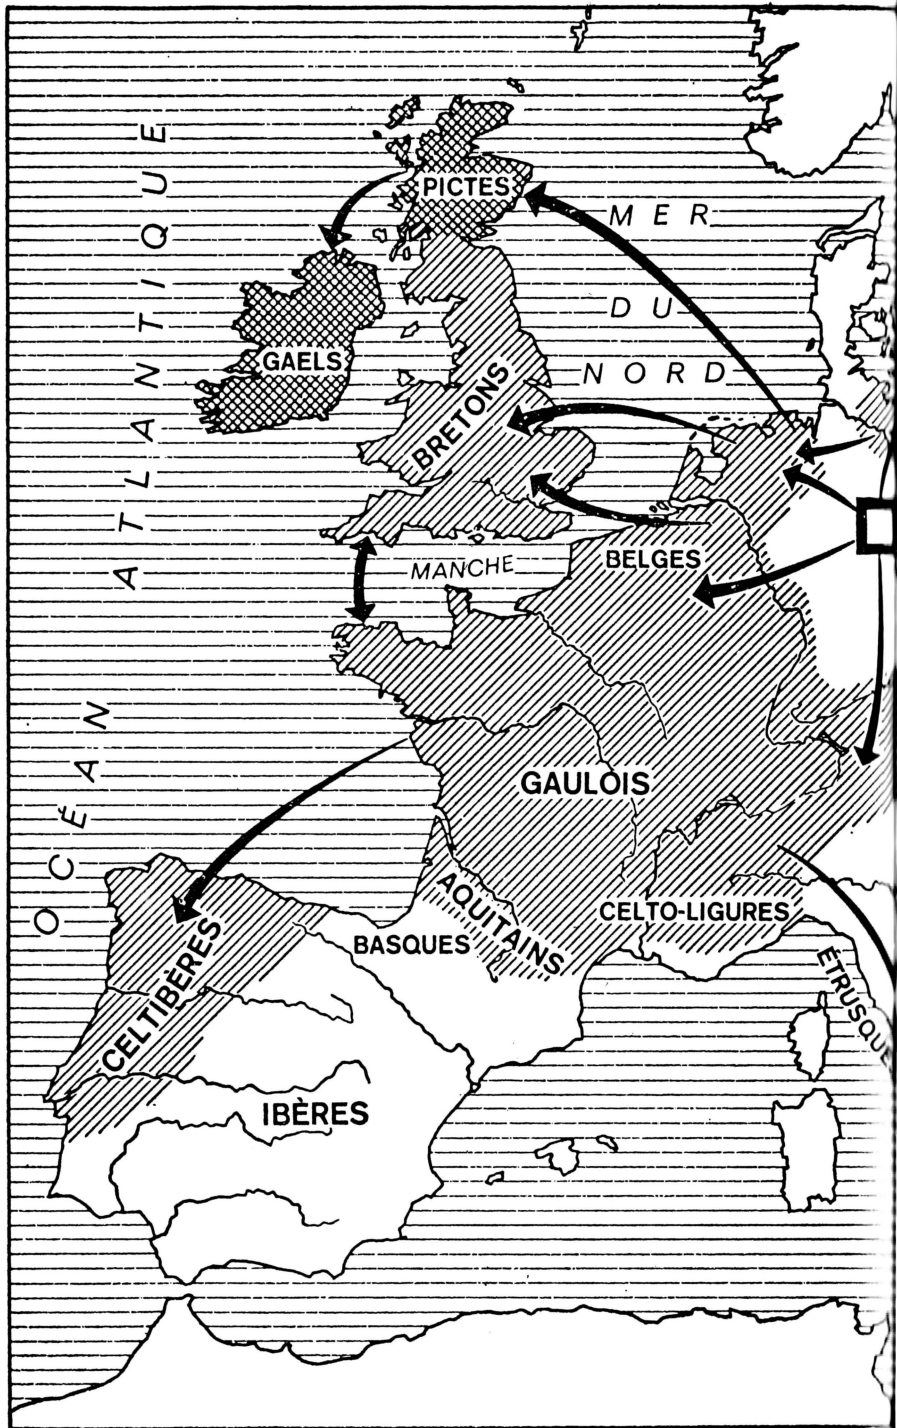 OCÉAN ATLANTIQUE
PICTES
MER
DU
NORD
GAELS
BRETONS
MANCHE
BELGES
GAULOIS
AQUITAINS
CELTO-LIGURES
BASQUES
CELTIBÈRES
ÉTRUSQUE
IBÈRES